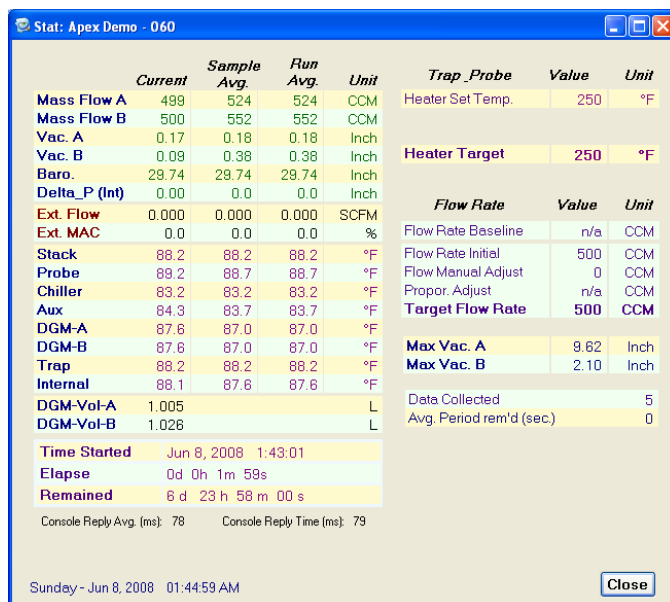 Stat: Apex Demo - 060
Current Sample Avg. Run Avg. Unit
Mass Flow A 499 524 524 CCM
Mass Flow B 500 552 552 CCM
Vac. A 0.17 0.18 0.18 Inch
Vac. B 0.09 0.38 0.38 Inch
Baro. 29.74 29.74 29.74 Inch
Delta_P (Int) 0.00 0.0 0.0 Inch
Ext. Flow 0.000 0.000 0.000 SCFM
Ext. MAC 0.0 0.0 0.0 %
Stack 88.2 88.2 88.2 °F
Probe 89.2 88.7 88.7 °F
Chiller 83.2 83.2 83.2 °F
Aux 84.3 83.7 83.7 °F
DGM-A 87.6 87.0 87.0 °F
DGM-B 87.6 87.0 87.0 °F
Trap 88.2 88.2 88.2 °F
Internal 88.1 87.6 87.6 °F
DGM-Vol-A 1.005 L
DGM-Vol-B 1.026 L
Time Started Jun 8, 2008 1:43:01
Elapse 0d 0h 1m 59s
Remained 6 d 23 h 58 m 00 s
Console Reply Avg. (ms): 78 Console Reply Time (ms): 79
Sunday - Jun 8, 2008 01:44:59 AM
Trap_Probe Value Unit
Heater Set Temp. 250 °F
Heater Target 250 °F
Flow Rate Value Unit
Flow Rate Baseline n/a CCM
Flow Rate Initial 500 CCM
Flow Manual Adjust 0 CCM
Propor. Adjust n/a CCM
Target Flow Rate 500 CCM
Max Vac. A 9.62 Inch
Max Vac. B 2.10 Inch
Data Collected 5
Avg. Period rem'd (sec.) 0
Close